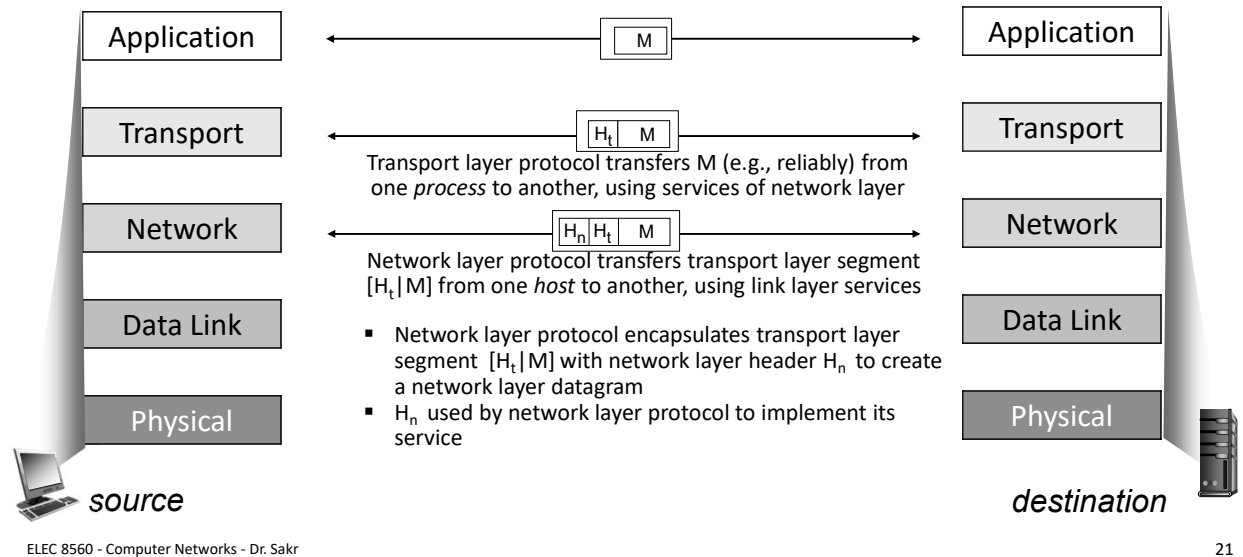 Application
M
Application
Transport
Ht M
Transport
Transport layer protocol transfers M (e.g., reliably) from
one process to another, using services of network layer
Network
Hn Ht M
Network
Network layer protocol transfers transport layer segment
[Ht|M] from one host to another, using link layer services
Data Link
Data Link
▪ Network layer protocol encapsulates transport layer
segment [Ht|M] with network layer header Hn to create
a network layer datagram
▪ Hn used by network layer protocol to implement its
service
Physical
Physical
source
destination
ELEC 8560 - Computer Networks - Dr. Sakr
21